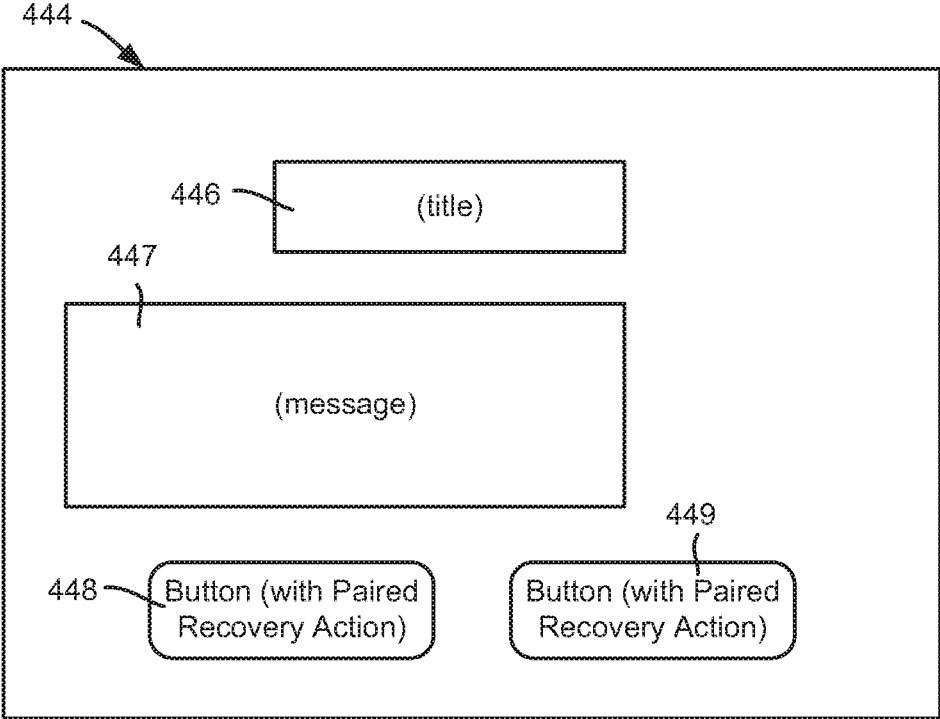 444
446
(title)
447
(message)
449
448
Button (with Paired
Recovery Action)
Button (with Paired
Recovery Action)